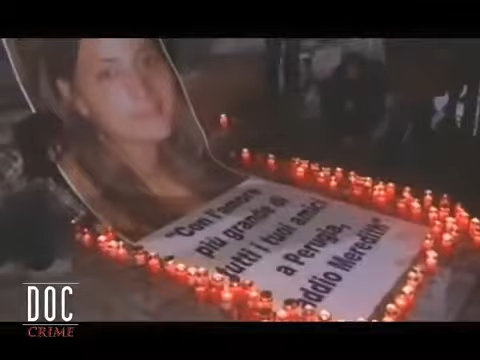 "Con l'amore
più grande di
tutti i tuoi amici
a Perugia,
addio Meredith"
DOC
CRIME